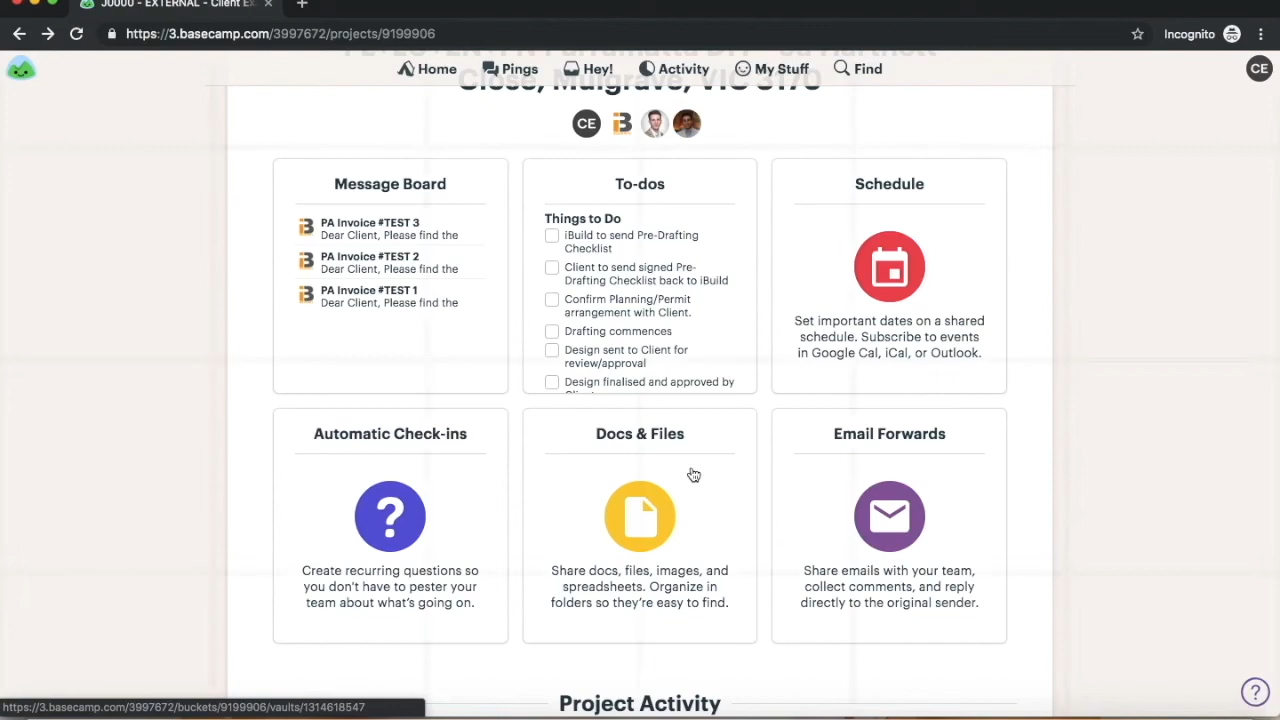 J0000 - EXTERNAL - Client Ex
https://3.basecamp.com/3997672/projects/9199906
Incognito
Home
Pings
Hey!
Activity
My Stuff
Find
CE
Close, Mulgrave, VIC 3170
CE
iB
Message Board
PA Invoice #TEST 3
Dear Client, Please find the
PA Invoice #TEST 2
Dear Client, Please find the
PA Invoice #TEST 1
Dear Client, Please find the
To-dos
Things to Do
iBuild to send Pre-Drafting
Checklist
Client to send signed Pre-
Drafting Checklist back to iBuild
Confirm Planning/Permit
arrangement with Client.
Drafting commences
Design sent to Client for
review/approval
Design finalised and approved by
Schedule
Set important dates on a shared
schedule. Subscribe to events
in Google Cal, iCal, or Outlook.
Automatic Check-ins
?
Create recurring questions so
you don't have to pester your
team about what's going on.
Docs & Files
Share docs, files, images, and
spreadsheets. Organize in
folders so they're easy to find.
Email Forwards
Share emails with your team,
collect comments, and reply
directly to the original sender.
Project Activity
?
https://3.basecamp.com/3997672/buckets/9199906/vaults/1314618547